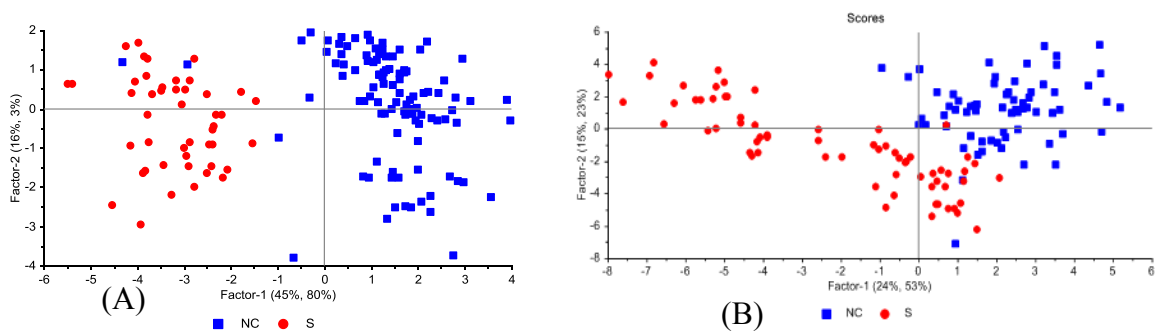 2
1
0
-1
-2
-3
-4
Factor-2 (16%, 3%)
-6 -5 -4 -3 -2 -1 0 1 2 3 4
Factor-1 (45%, 80%)
(A)
NC S
Scores
6
4
2
0
-2
-4
-6
-8
Factor-2 (15%, 23%)
-8 -7 -6 -5 -4 -3 -2 -1 0 1 2 3 4 5 6
Factor-1 (24%, 53%)
(B)
NC S